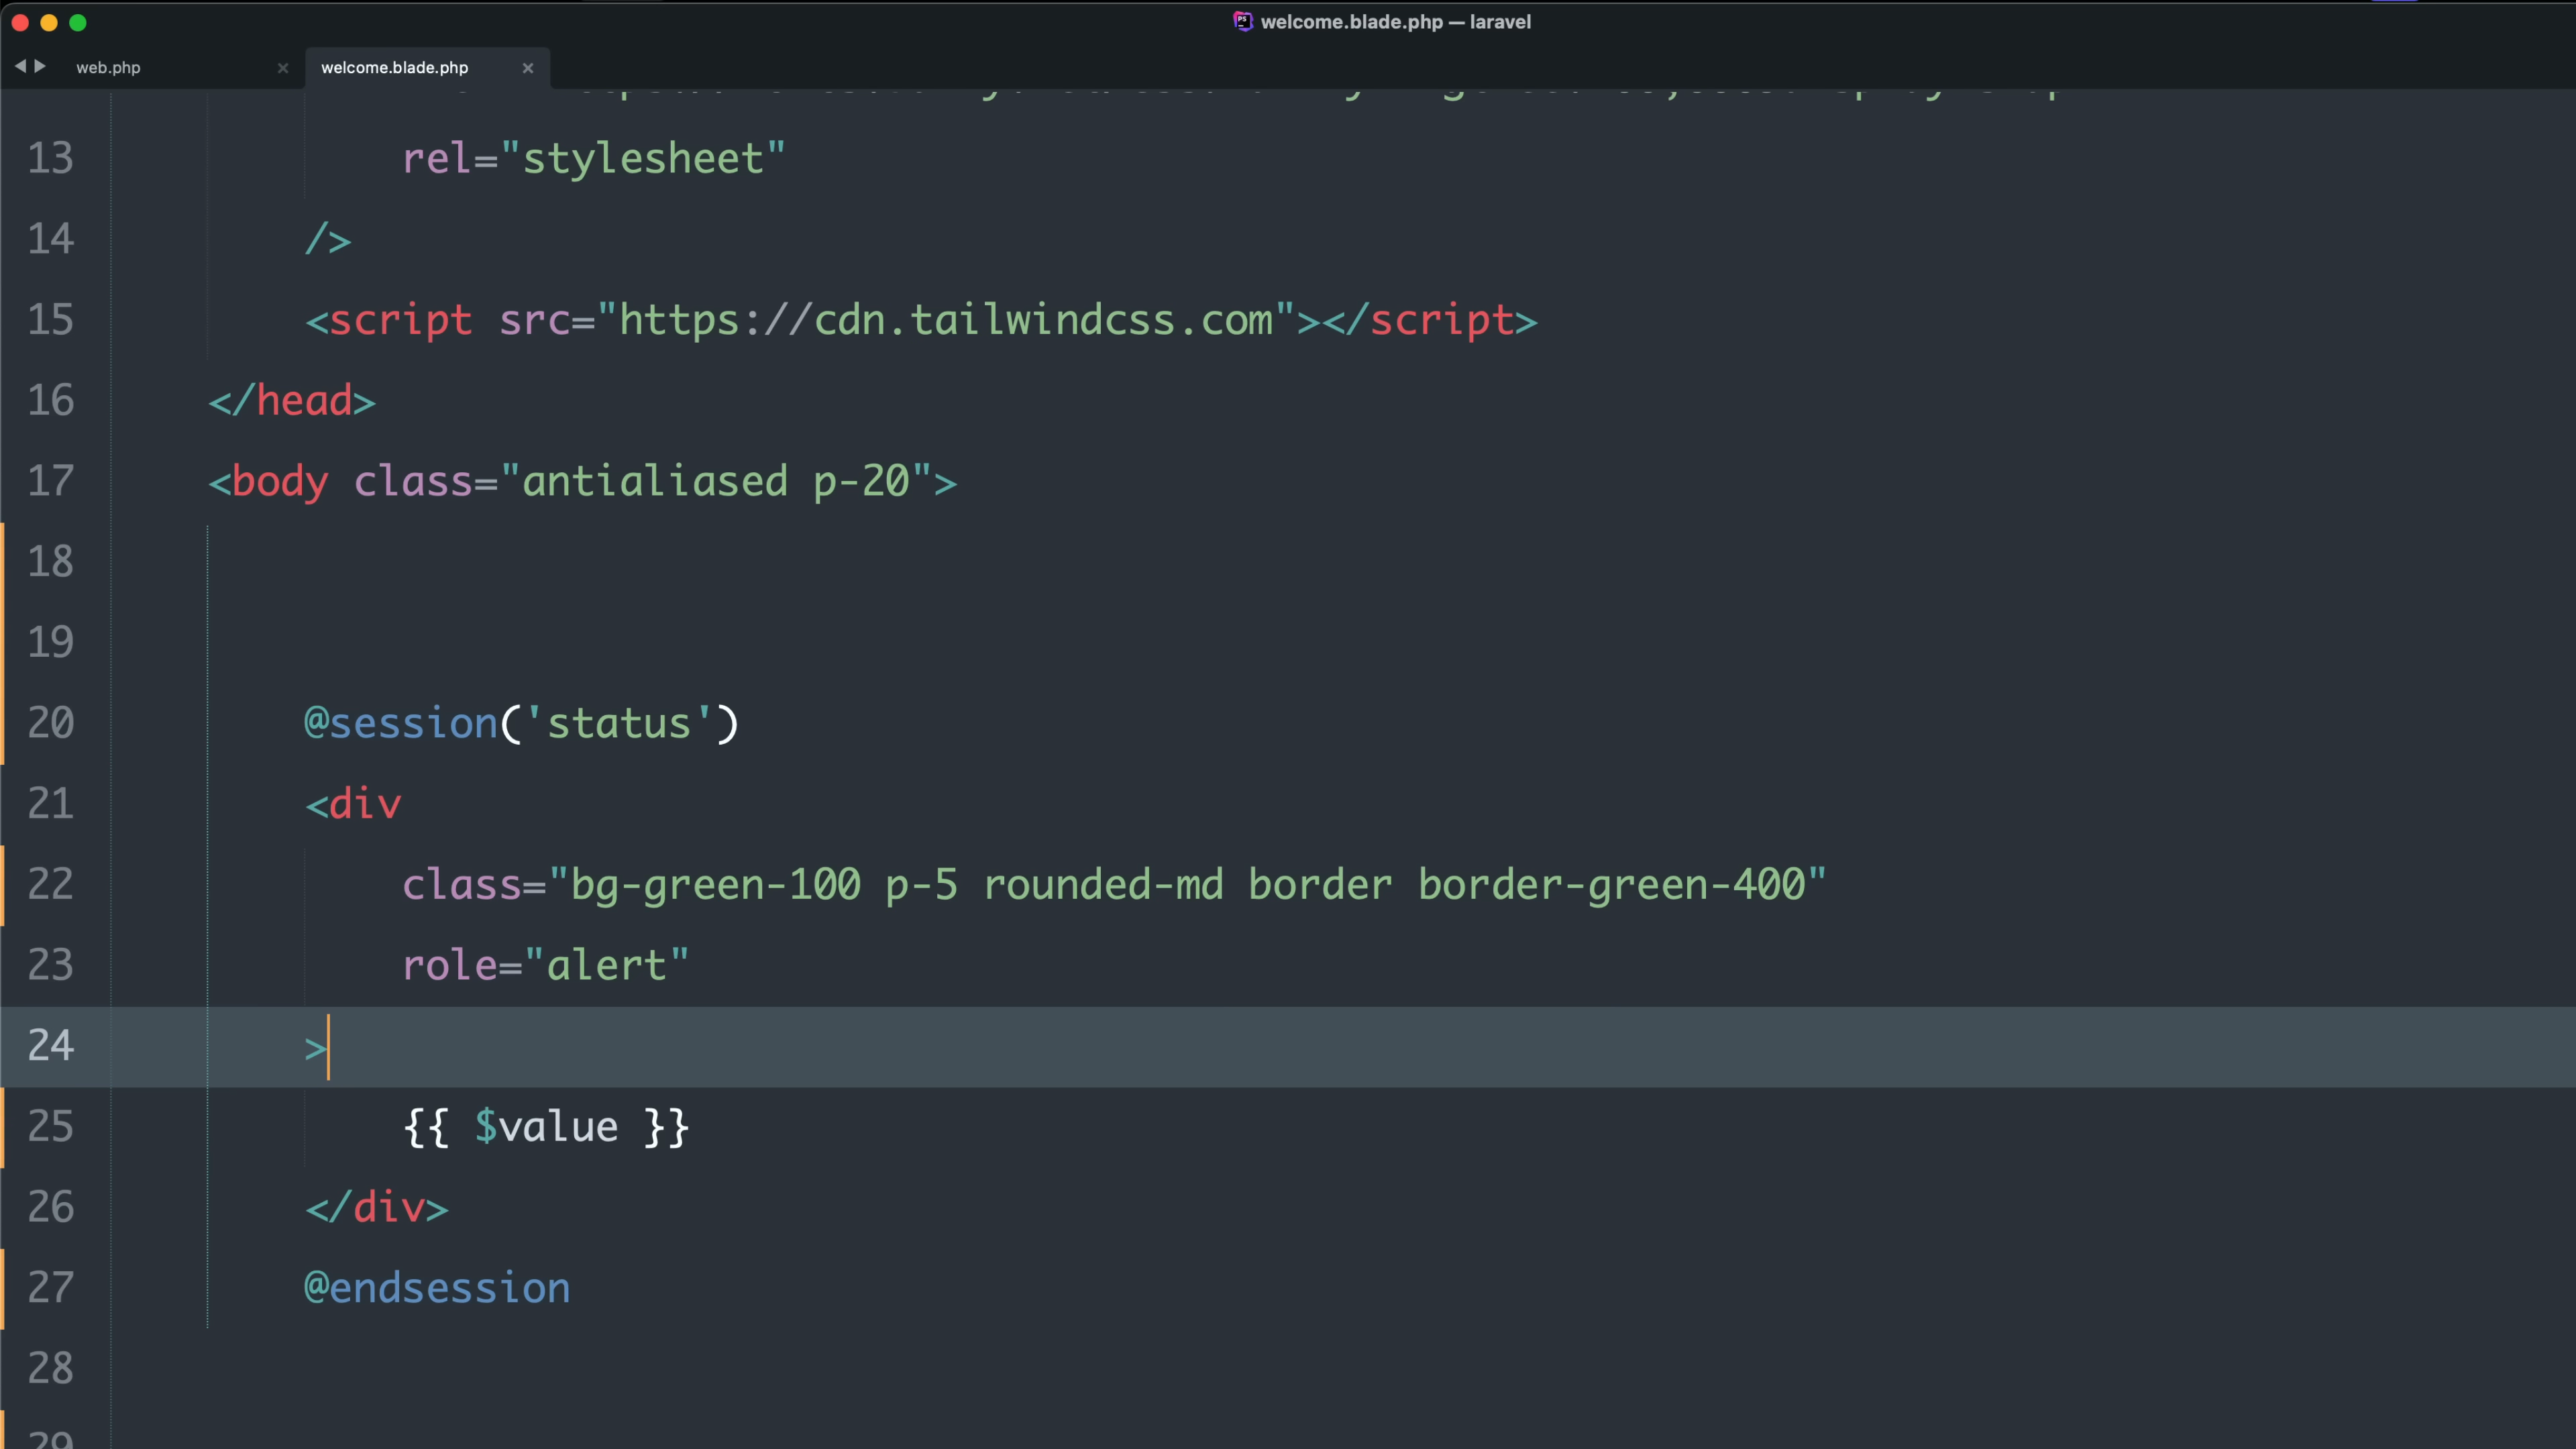 welcome.blade.php — laravel
web.php
welcome.blade.php
13 rel="stylesheet"
14 />
15 <script src="https://cdn.tailwindcss.com"></script>
16 </head>
17 <body class="antialiased p-20">
18
19
20 @session('status')
21 <div
22 class="bg-green-100 p-5 rounded-md border border-green-400"
23 role="alert"
24 >
25 {{ $value }}
26 </div>
27 @endsession
28
29